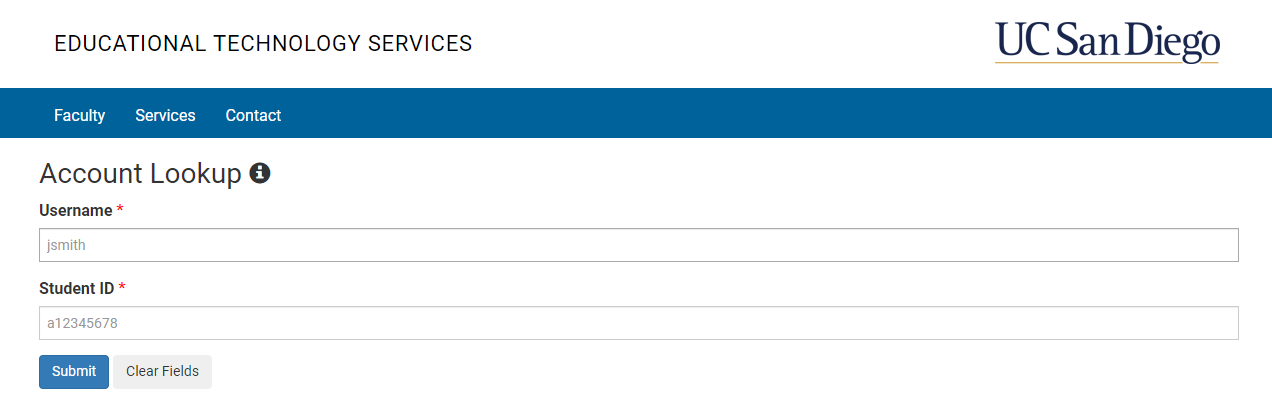 EDUCATIONAL TECHNOLOGY SERVICES
UC San Diego
Faculty Services Contact
Account Lookup
Username *
jsmith
Student ID *
a12345678
Submit Clear Fields